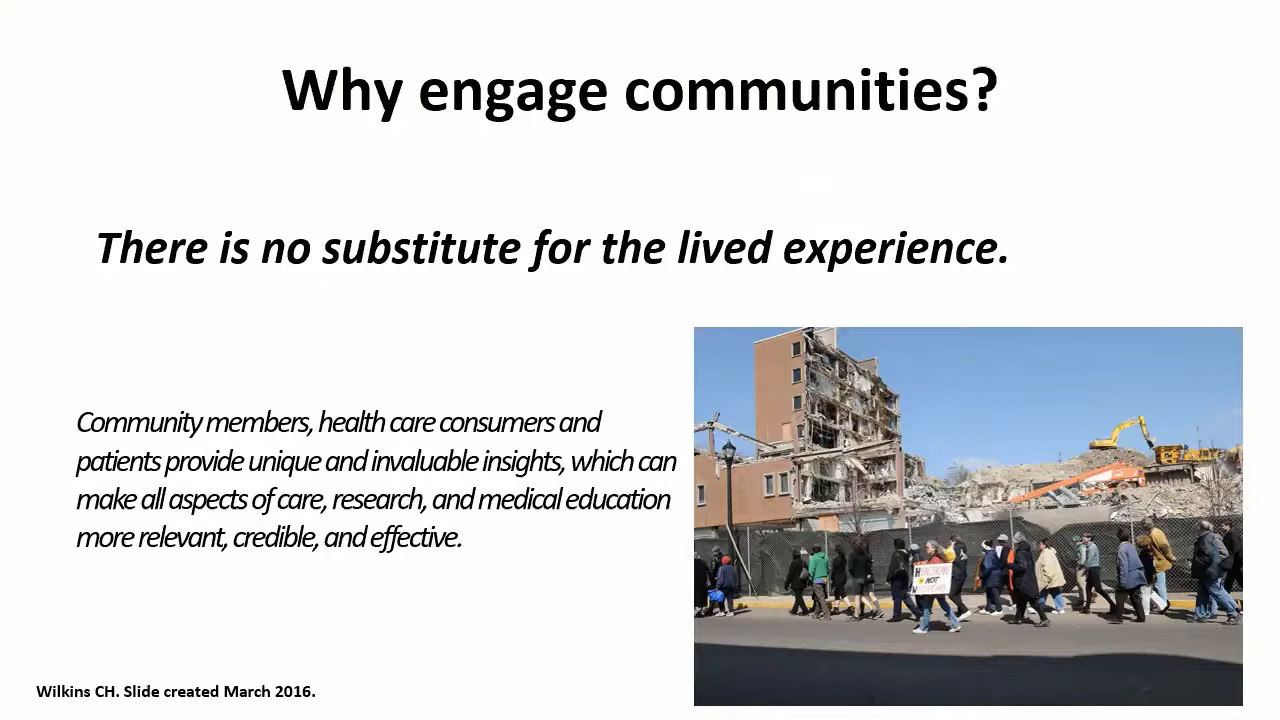 Why engage communities?
There is no substitute for the lived experience.
Community members, health care consumers and
patients provide unique and invaluable insights, which can
make all aspects of care, research, and medical education
more relevant, credible, and effective.
HEALTHCARE
NOT
Wilkins CH. Slide created March 2016.